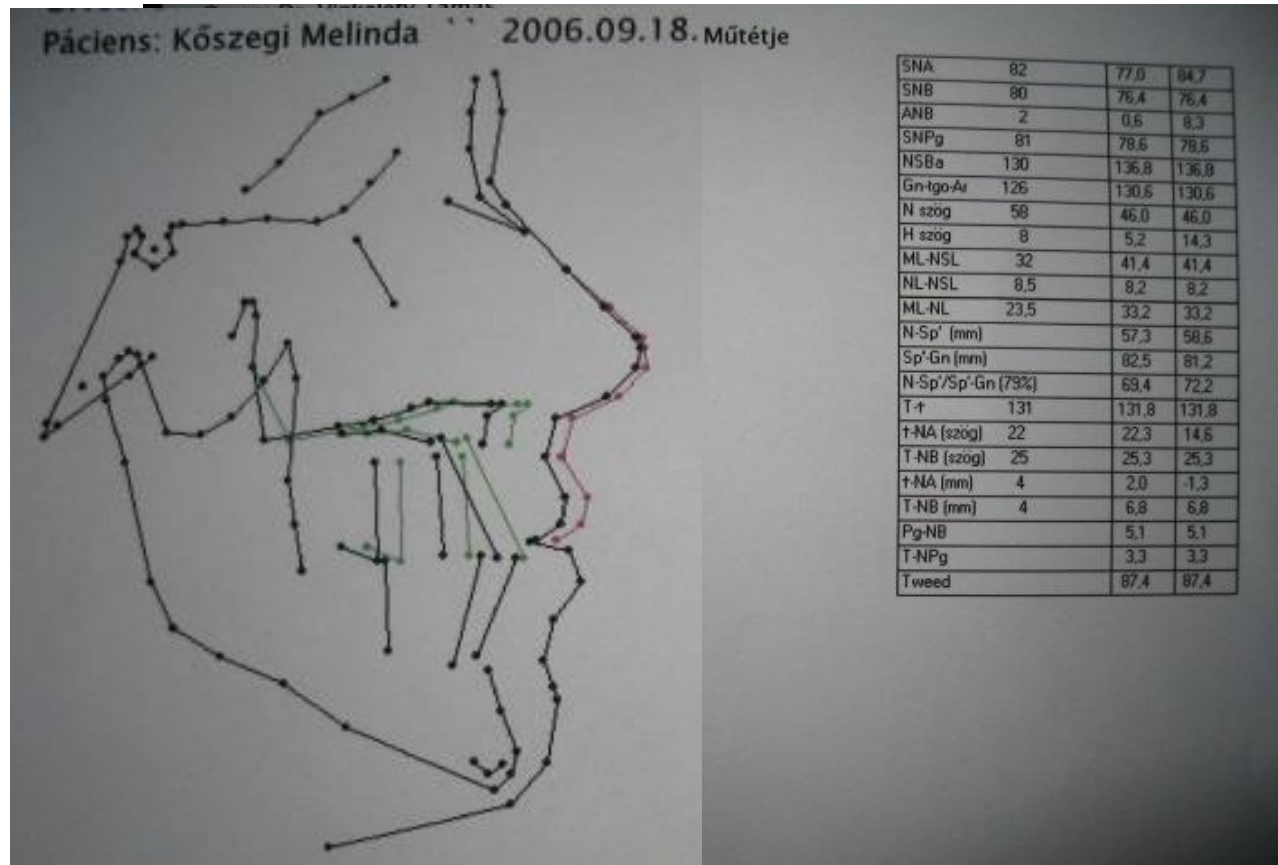 Páciens: Kőszegi Melinda `` 2006.09.18. Műtétje
SNA 82 77,0 84,7
SNB 80 76,4 76,4
ANB 2 0,6 8,3
SNPg 81 78,6 78,6
NSBa 130 136,8 136,8
Gn-tgo-Ar 126 130,6 130,6
N szög 58 46,0 46,0
H szög 8 5,2 14,3
ML-NSL 32 41,4 41,4
NL-NSL 8,5 8,2 8,2
ML-NL 23,5 33,2 33,2
N-Sp' (mm) 57,3 58,6
Sp'-Gn (mm) 82,5 81,2
N-Sp'/Sp'-Gn (79%) 69,4 72,2
T-† 131 131,8 131,8
†-NA (szög) 22 22,3 14,6
T-NB (szög) 25 25,3 25,3
†-NA (mm) 4 2,0 -1,3
T-NB (mm) 4 6,8 6,8
Pg-NB 5,1 5,1
T-NPg 3,3 3,3
Tweed 87,4 87,4